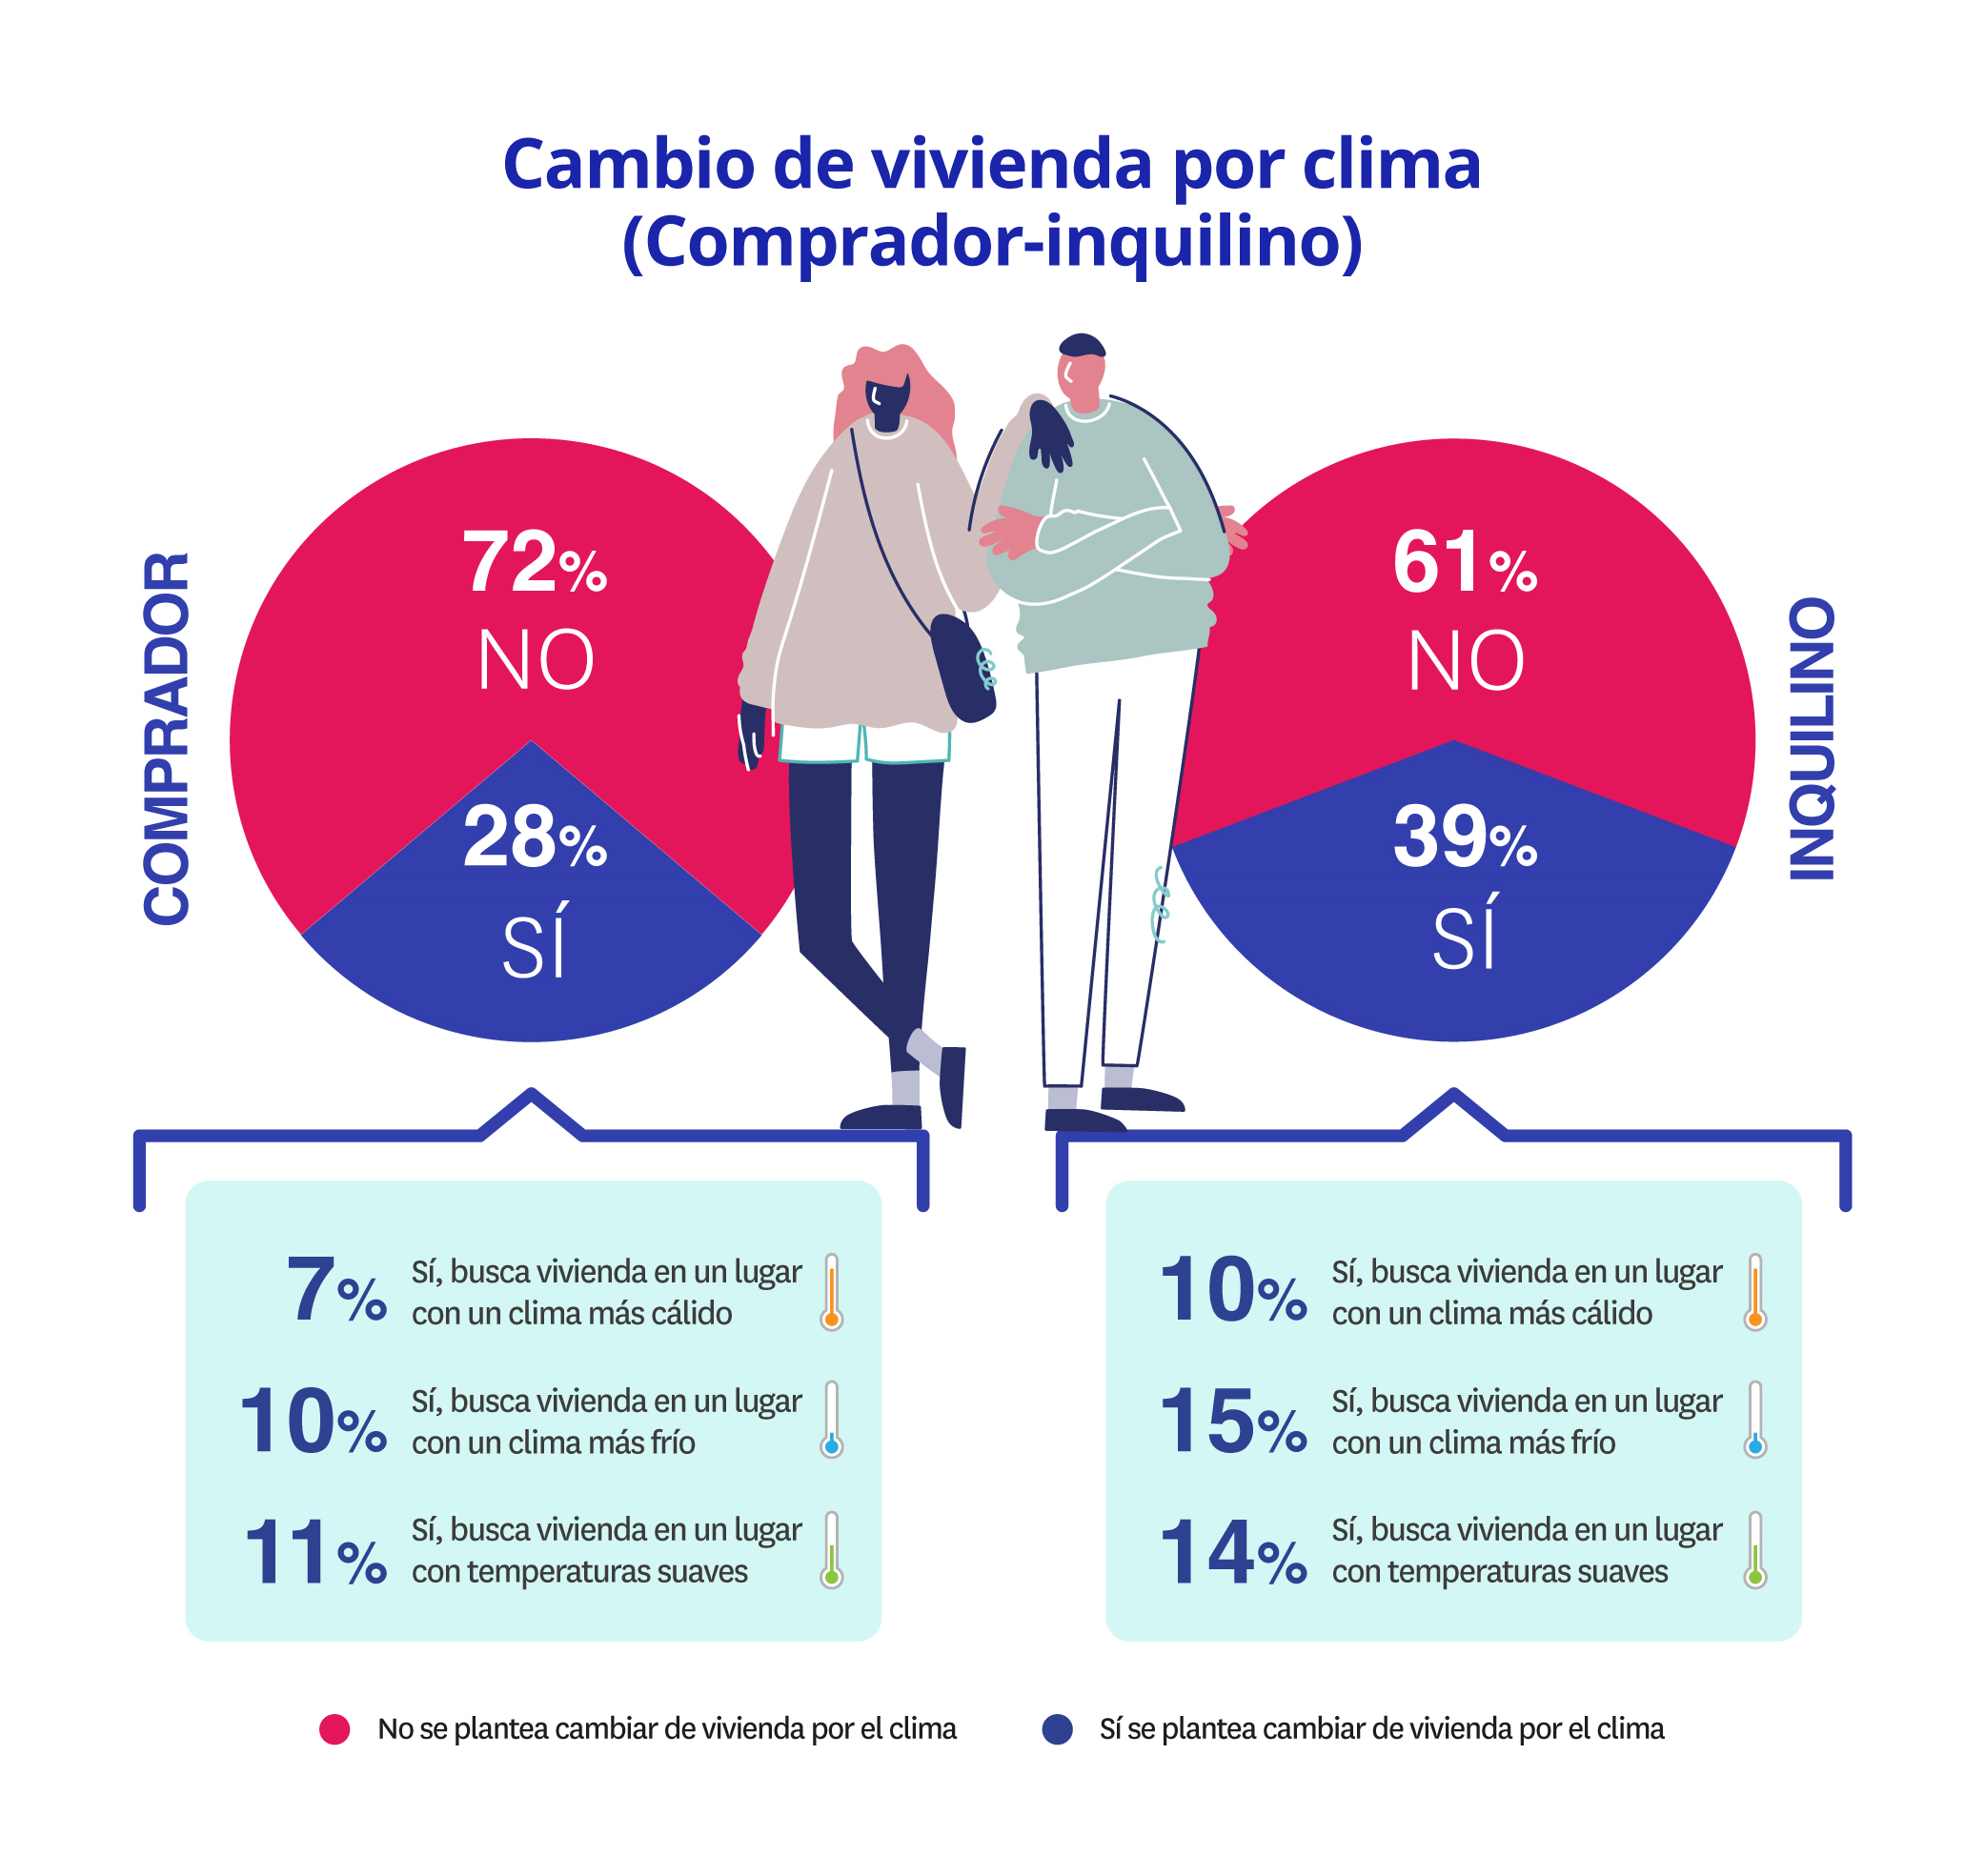 Cambio de vivienda por clima
(Comprador-inquilino)
COMPRADOR
72%
NO
28%
SÍ
61%
NO
39%
SÍ
INQUILINO
7%
Sí, busca vivienda en un lugar
con un clima más cálido
10%
Sí, busca vivienda en un lugar
con un clima más frío
11%
Sí, busca vivienda en un lugar
con temperaturas suaves
10%
Sí, busca vivienda en un lugar
con un clima más cálido
15%
Sí, busca vivienda en un lugar
con un clima más frío
14%
Sí, busca vivienda en un lugar
con temperaturas suaves
No se plantea cambiar de vivienda por el clima
Sí se plantea cambiar de vivienda por el clima